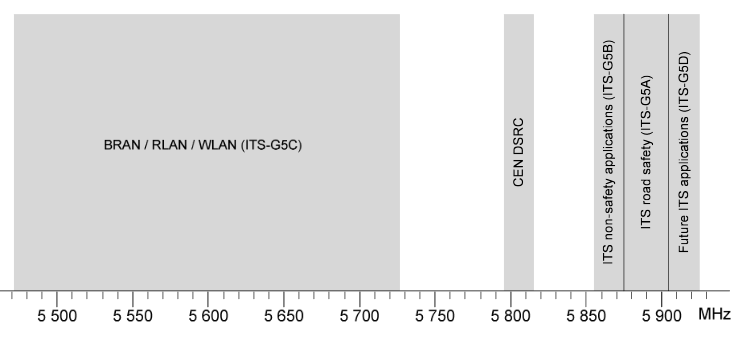 BRAN / RLAN / WLAN (ITS-G5C)
CEN DSRC
ITS non-safety applications (ITS-G5B)
ITS road safety (ITS-G5A)
Future ITS applications (ITS-G5D)
5 500 5 550 5 600 5 650 5 700 5 750 5 800 5 850 5 900 MHz